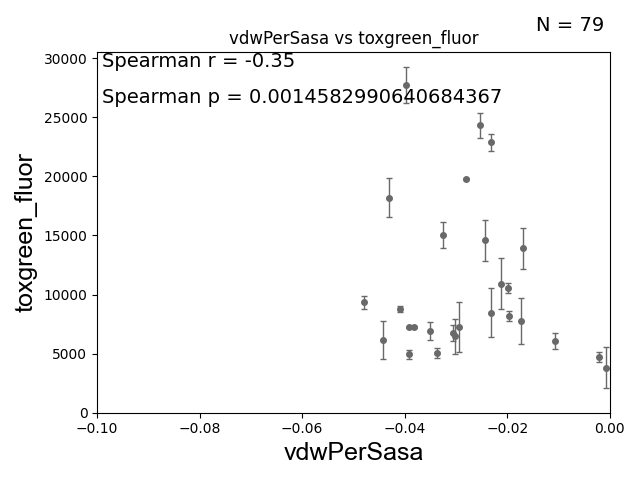 N = 79
vdwPerSasa vs toxgreen_fluor
Spearman r = -0.35
Spearman p = 0.0014582990640684367
toxgreen_fluor
30000
25000
20000
15000
10000
5000
0
−0.10 −0.08 −0.06 −0.04 −0.02 0.00
vdwPerSasa